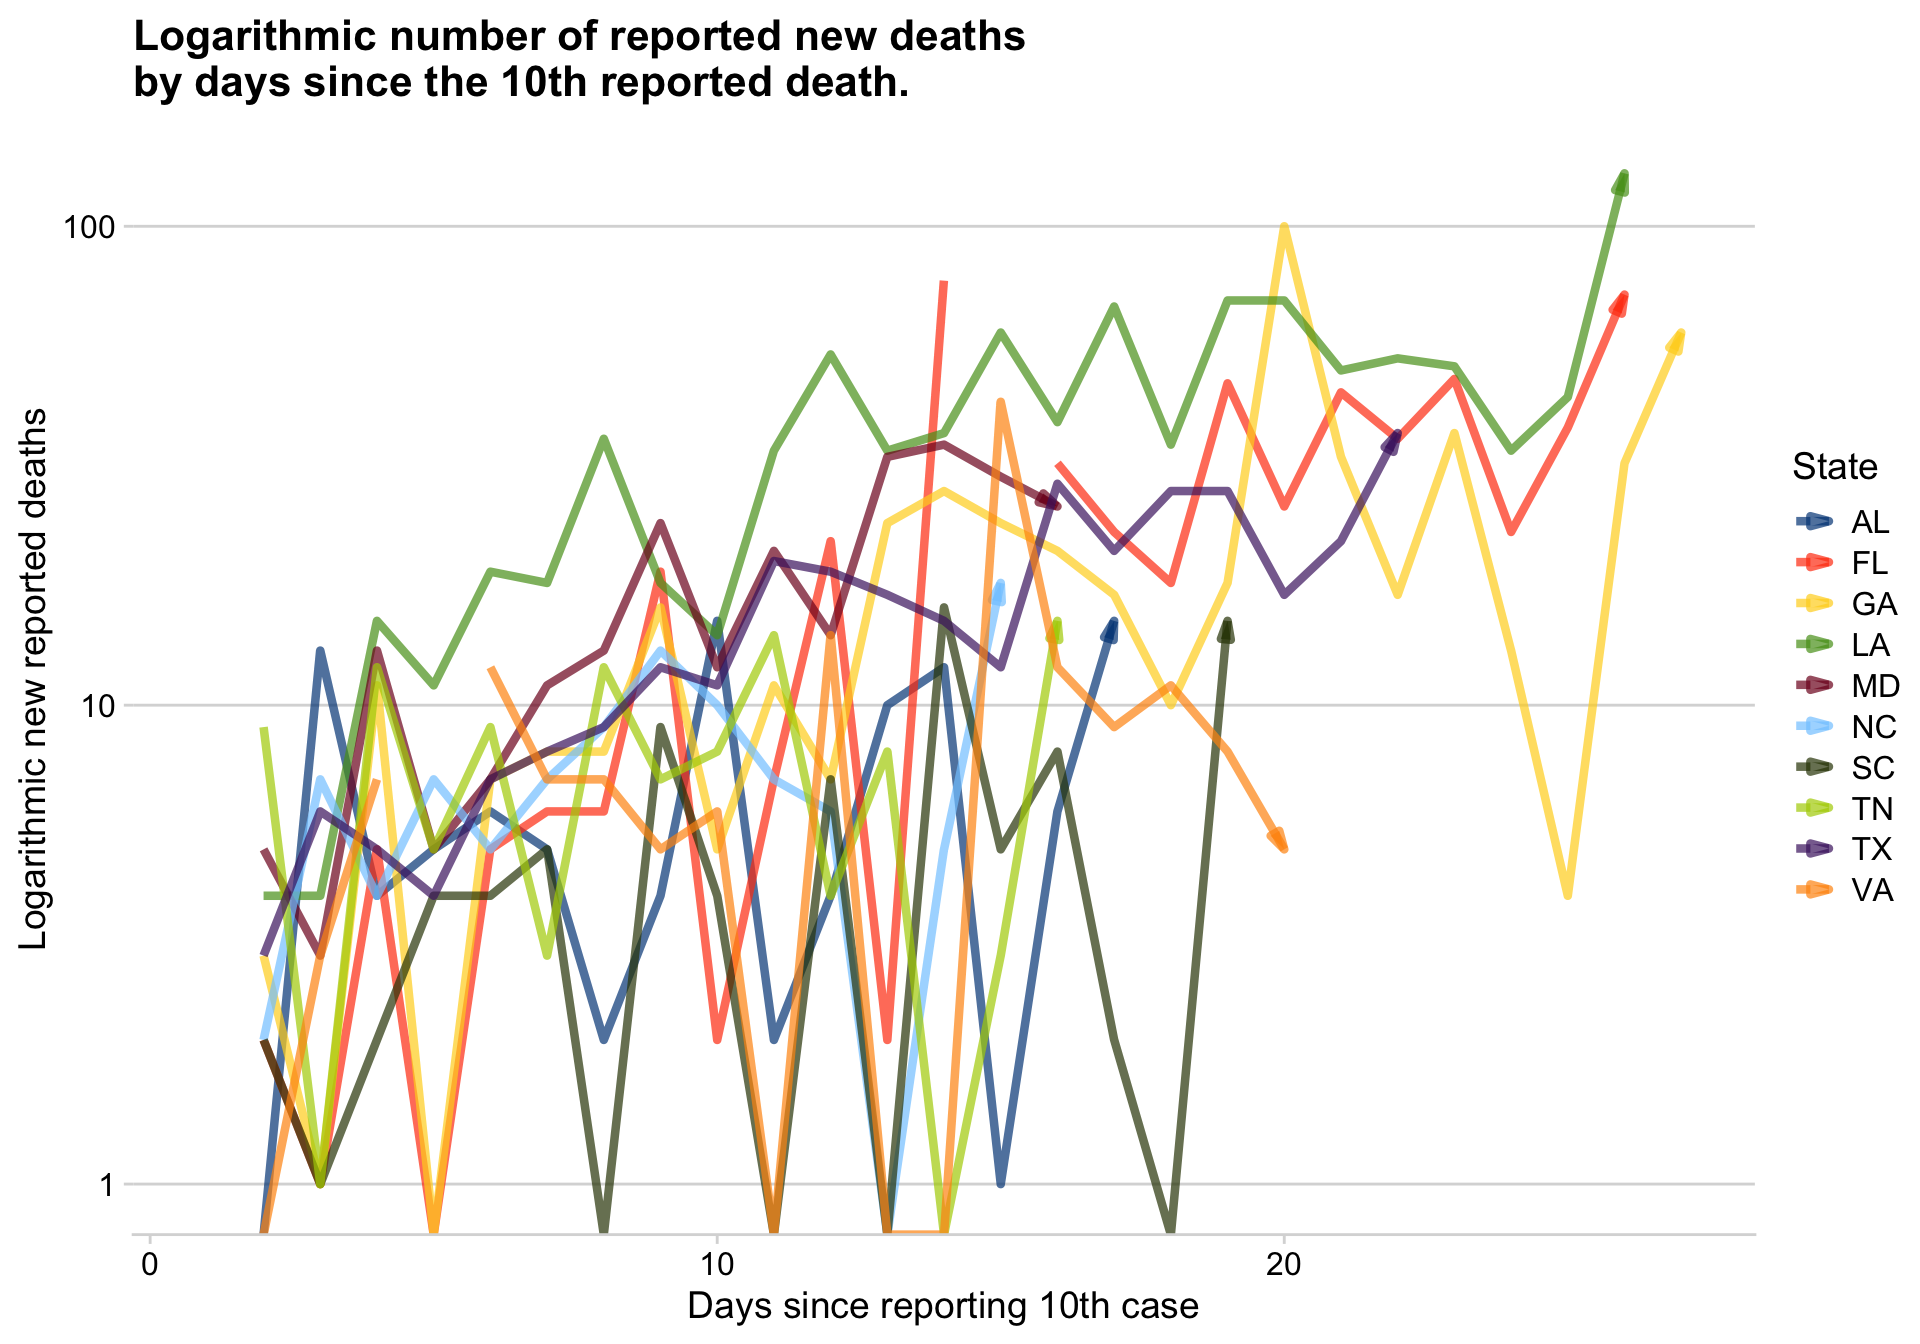 Logarithmic number of reported new deaths
by days since the 10th reported death.
Logarithmic new reported deaths
100
10
1
0
10
20
Days since reporting 10th case
State
AL
FL
GA
LA
MD
NC
SC
TN
TX
VA